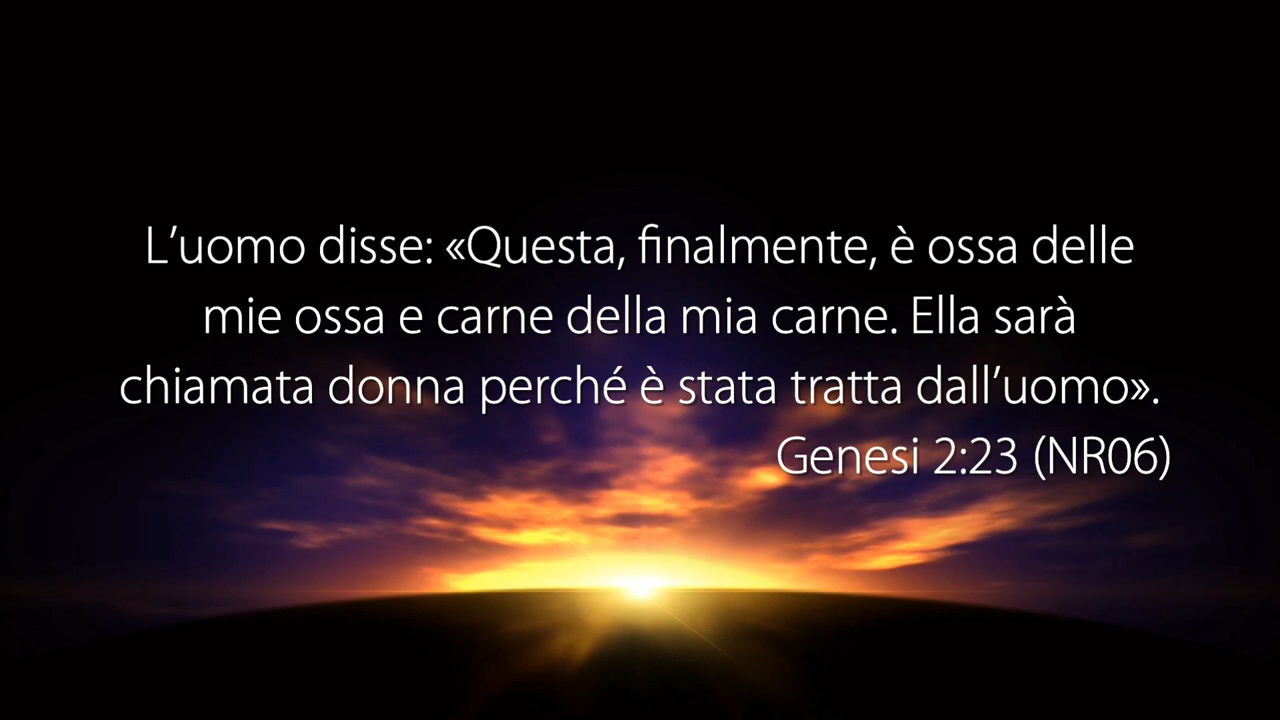 L’uomo disse: «Questa, finalmente, è ossa delle
mie ossa e carne della mia carne. Ella sarà
chiamata donna perché è stata tratta dall’uomo».
Genesi 2:23 (NR06)